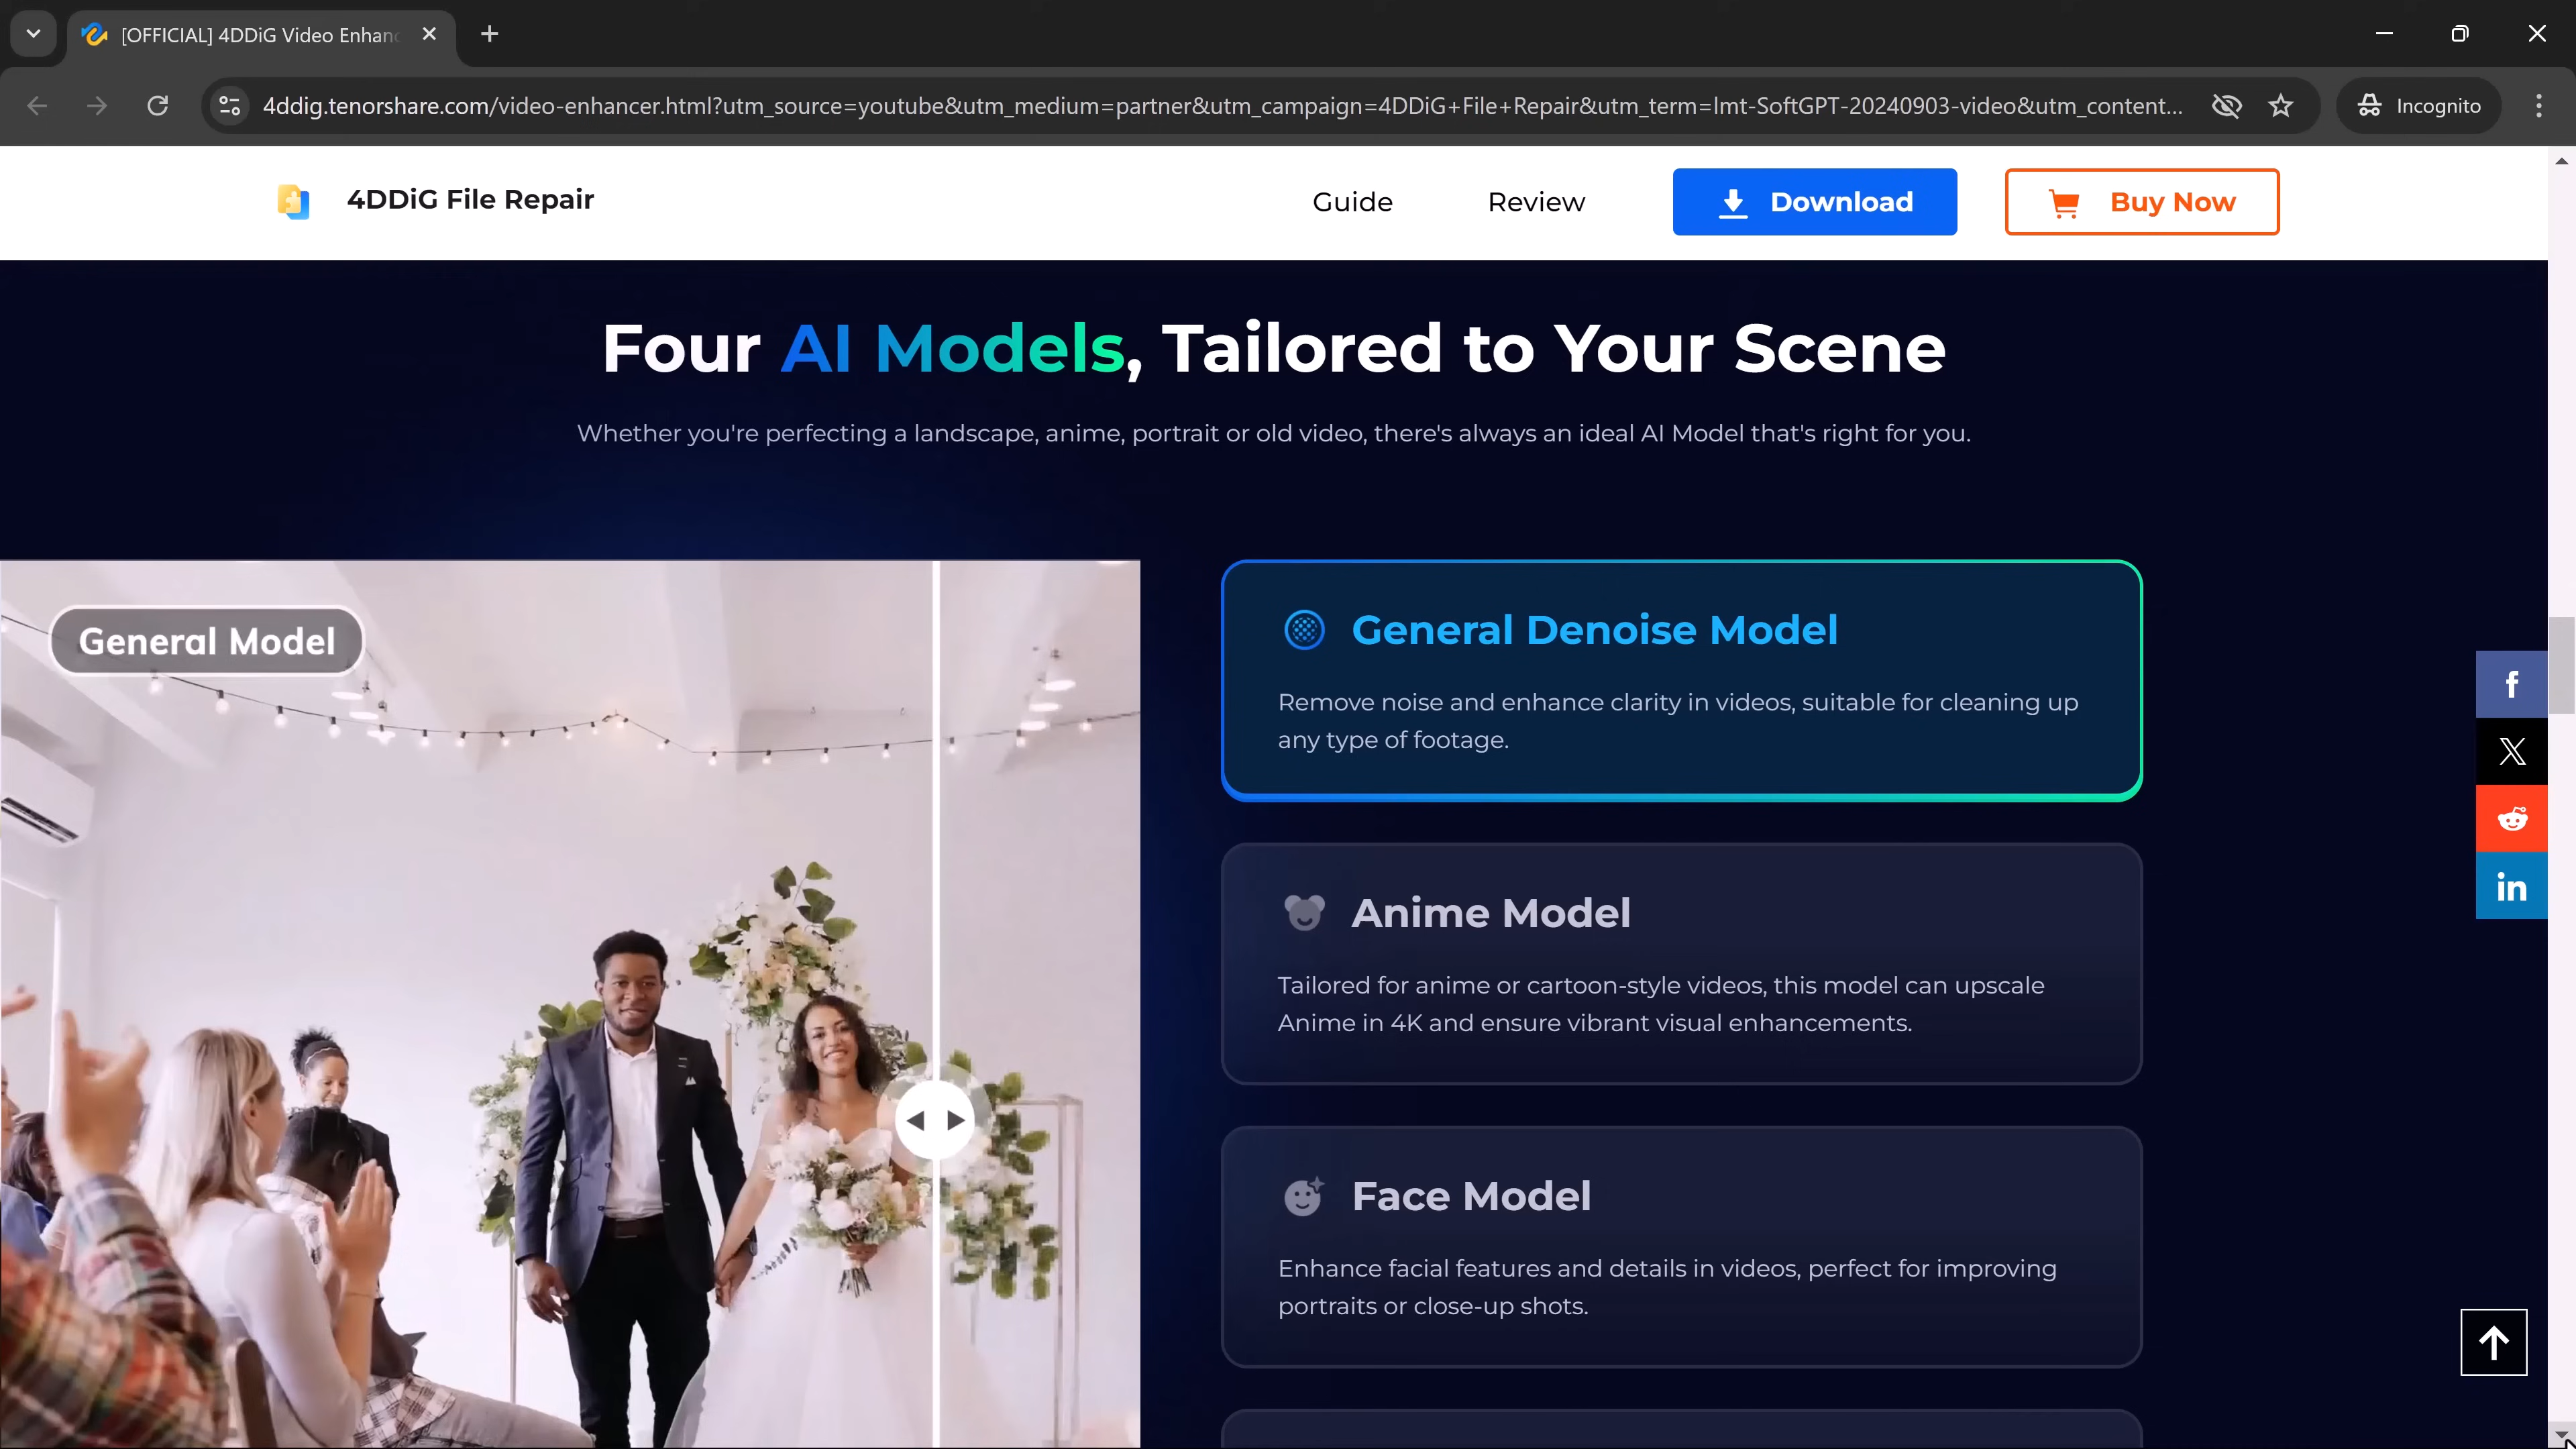 [OFFICIAL] 4DDiG Video Enhanc
4ddig.tenorshare.com/video-enhancer.html?utm_source=youtube&utm_medium=partner&utm_campaign=4DDiG+File+Repair&utm_term=lmt-SoftGPT-20240903-video&utm_content...
Incognito
4DDiG File Repair
Guide
Review
Download
Buy Now
Four AI Models, Tailored to Your Scene
Whether you're perfecting a landscape, anime, portrait or old video, there's always an ideal AI Model that's right for you.
General Model
General Denoise Model
Remove noise and enhance clarity in videos, suitable for cleaning up
any type of footage.
Anime Model
Tailored for anime or cartoon-style videos, this model can upscale
Anime in 4K and ensure vibrant visual enhancements.
Face Model
Enhance facial features and details in videos, perfect for improving
portraits or close-up shots.